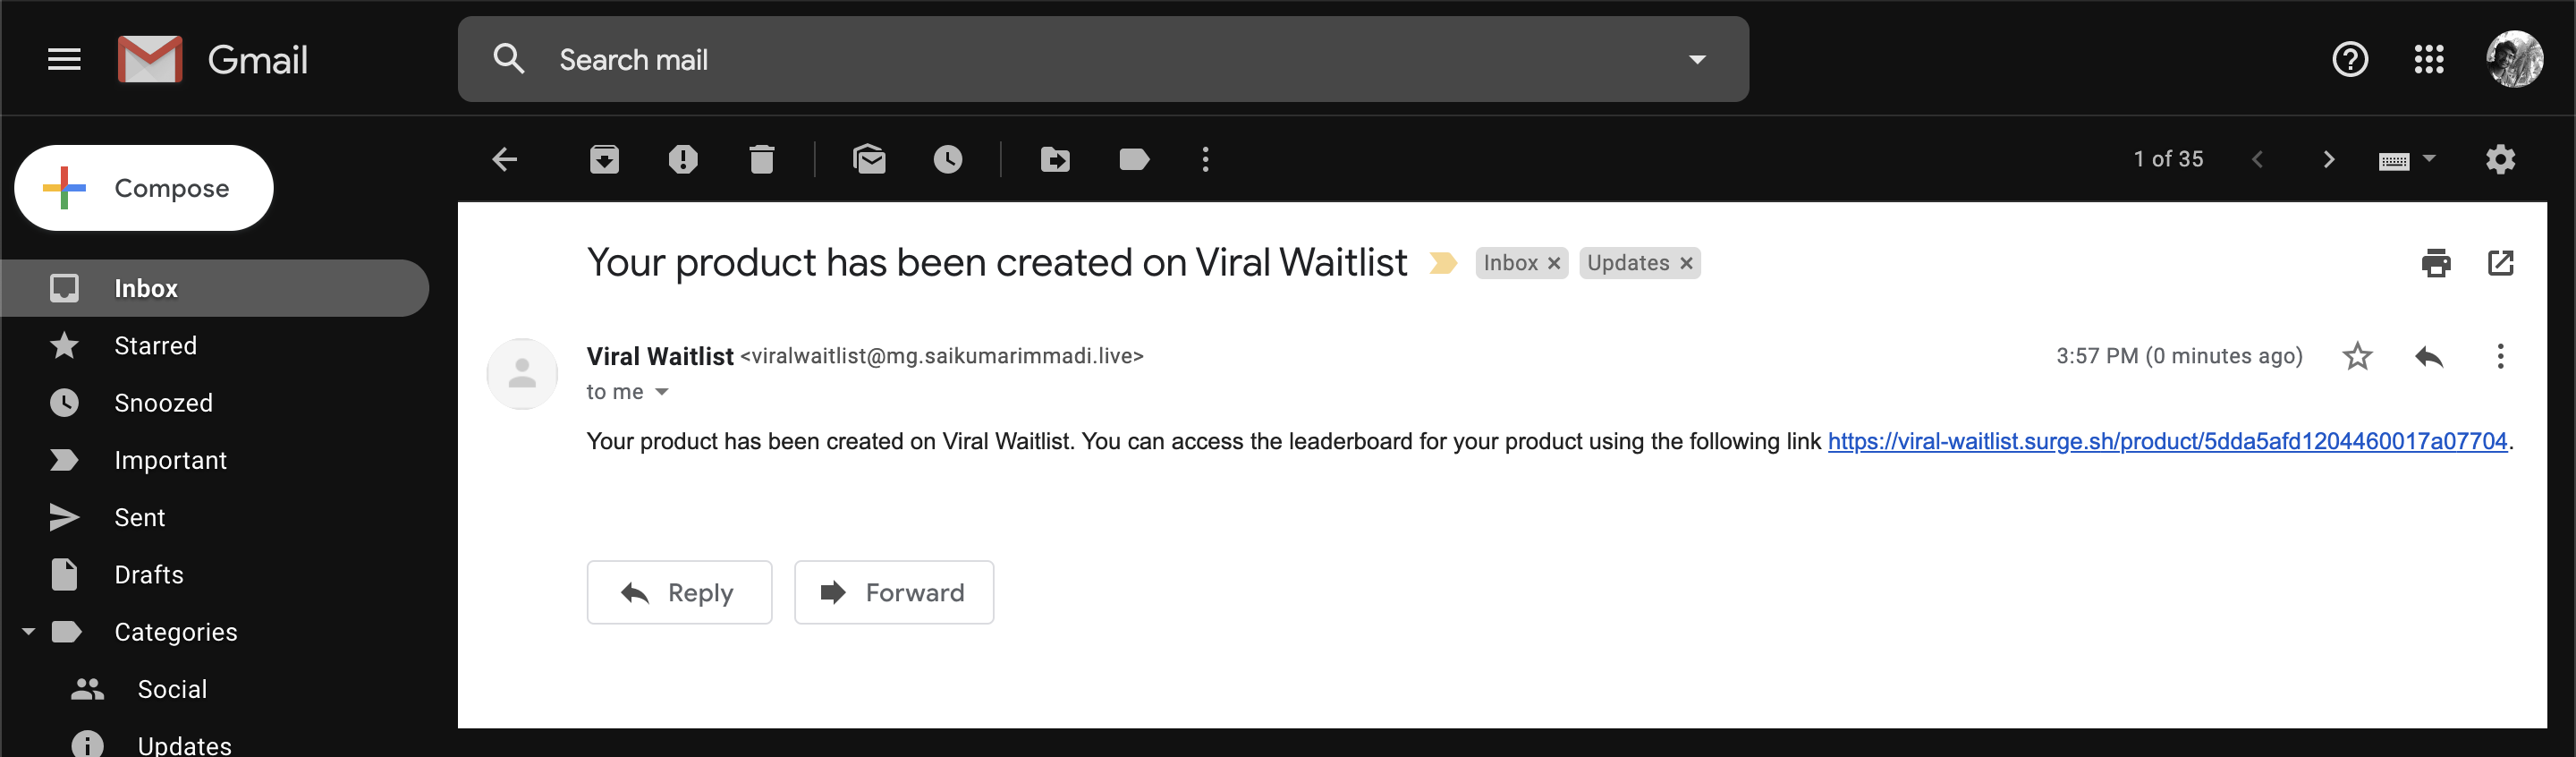 Gmail
Search mail
Compose
1 of 35
Inbox
Starred
Snoozed
Important
Sent
Drafts
Categories
Social
Updates
Your product has been created on Viral Waitlist
Inbox ×
Updates ×
Viral Waitlist <viralwaitlist@mg.saikumarimmadi.live>
3:57 PM (0 minutes ago)
to me
Your product has been created on Viral Waitlist. You can access the leaderboard for your product using the following link https://viral-waitlist.surge.sh/product/5dda5afd1204460017a07704.
Reply
Forward